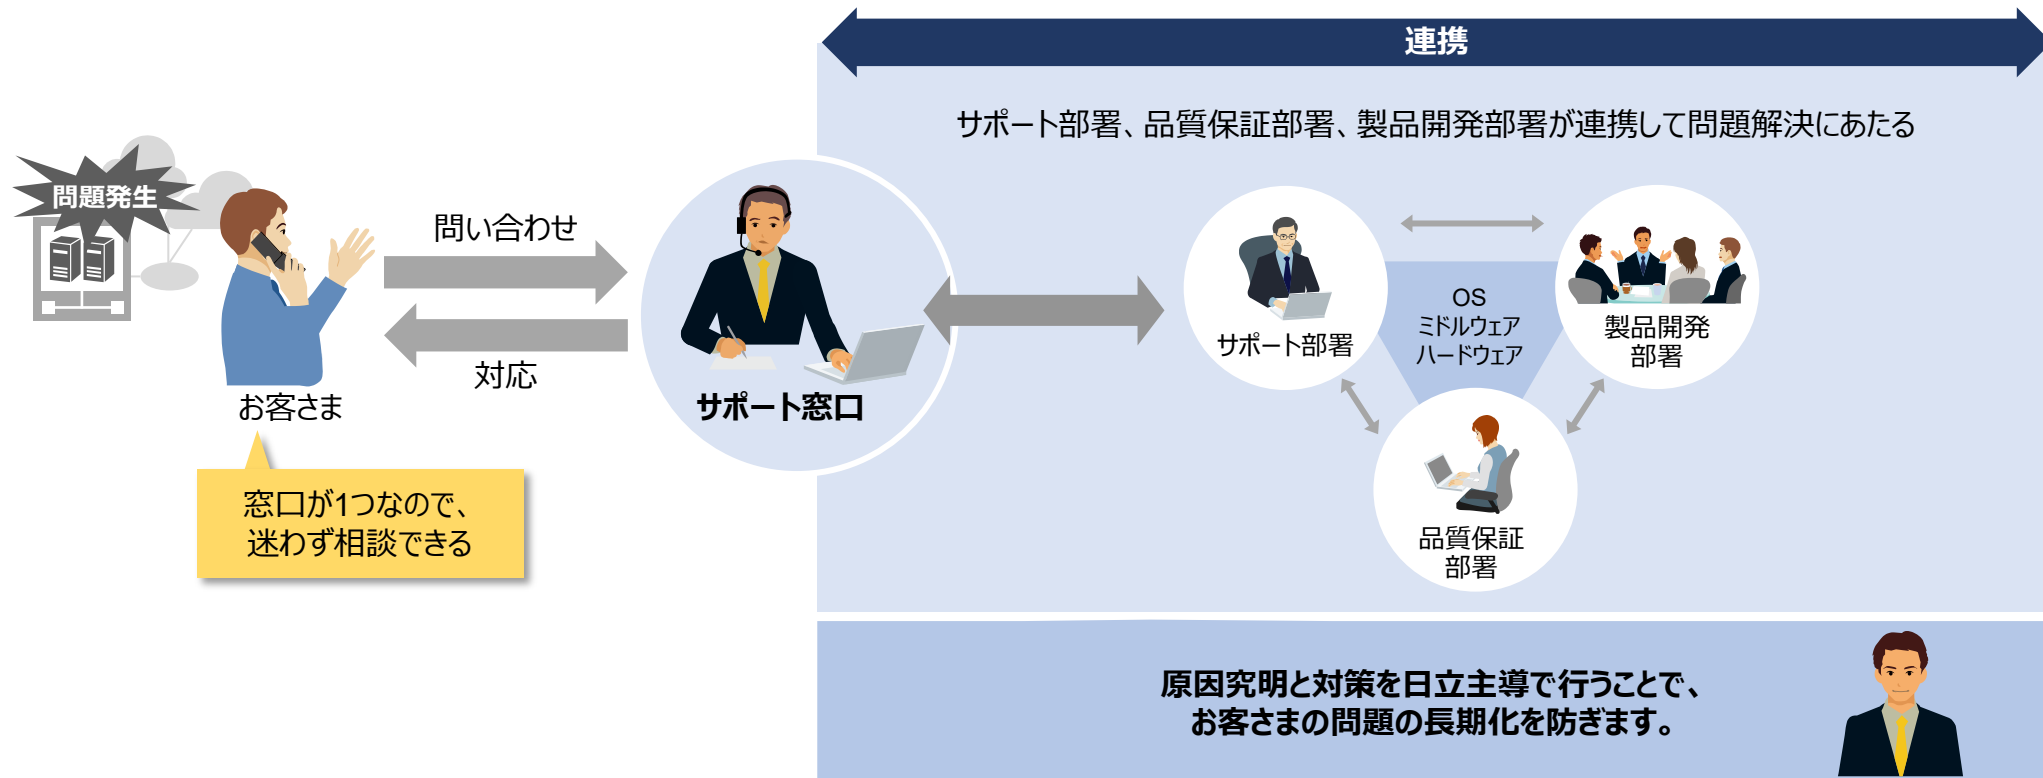 連携
サポート部署、品質保証部署、製品開発部署が連携して問題解決にあたる
問題発生
問い合わせ
対応
お客さま
窓口が1つなので、
迷わず相談できる
サポート窓口
サポート部署
OS
ミドルウェア
ハードウェア
製品開発
部署
品質保証
部署
原因究明と対策を日立主導で行うことで、
お客さまの問題の長期化を防ぎます。